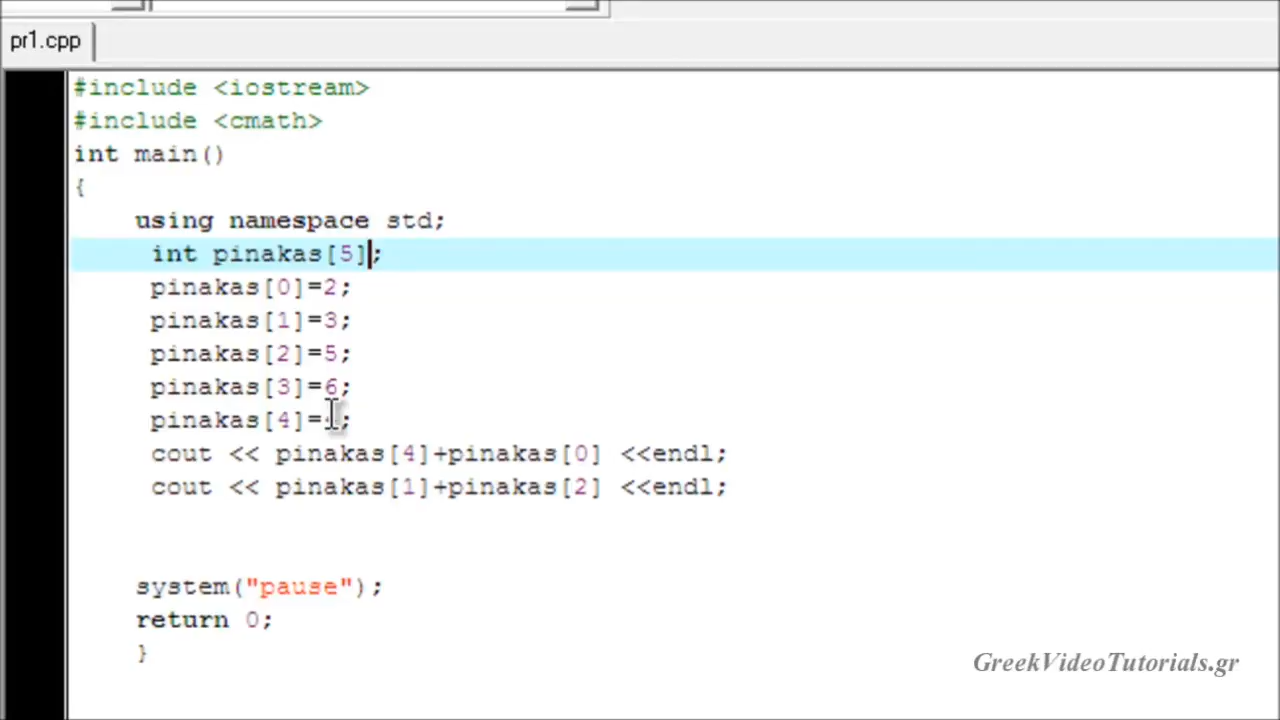 pr1.cpp
#include <iostream>
#include <cmath>
int main()
{
using namespace std;
int pinakas[5];
pinakas[0]=2;
pinakas[1]=3;
pinakas[2]=5;
pinakas[3]=6;
pinakas[4]= ;
cout << pinakas[4]+pinakas[0] <<endl;
cout << pinakas[1]+pinakas[2] <<endl;
system("pause");
return 0;
}
GreekVideoTutorials.gr